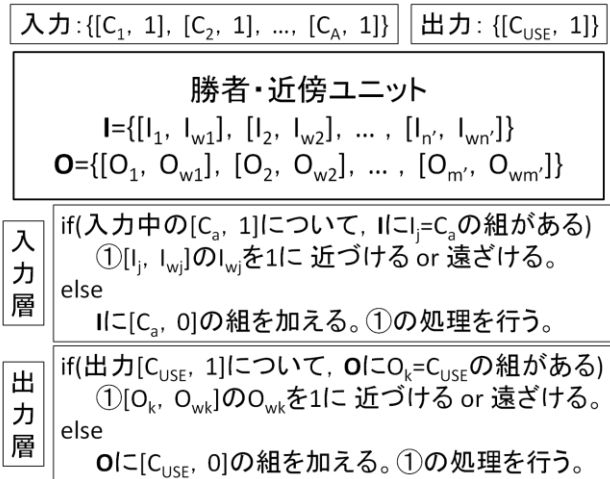 入力:{[C1, 1], [C2, 1], …, [CA, 1]}
出力: {[CUSE, 1]}
勝者・近傍ユニット
I={[I1, Iw1], [I2, Iw2], … , [In′, Iwn′]}
O={[O1, Ow1], [O2, Ow2], … , [Om′, Owm′]}
入力層
if(入力中の[Ca, 1]について, IにIj=Caの組がある)
①[Ij, Iwj]のIwjを1に 近づける or 遠ざける。
else
Iに[Ca, 0]の組を加える。①の処理を行う。
出力層
if(出力[CUSE, 1]について, OにOk=CUSEの組がある)
①[Ok, Owk]のOwkを1に 近づける or 遠ざける。
else
Oに[CUSE, 0]の組を加える。①の処理を行う。